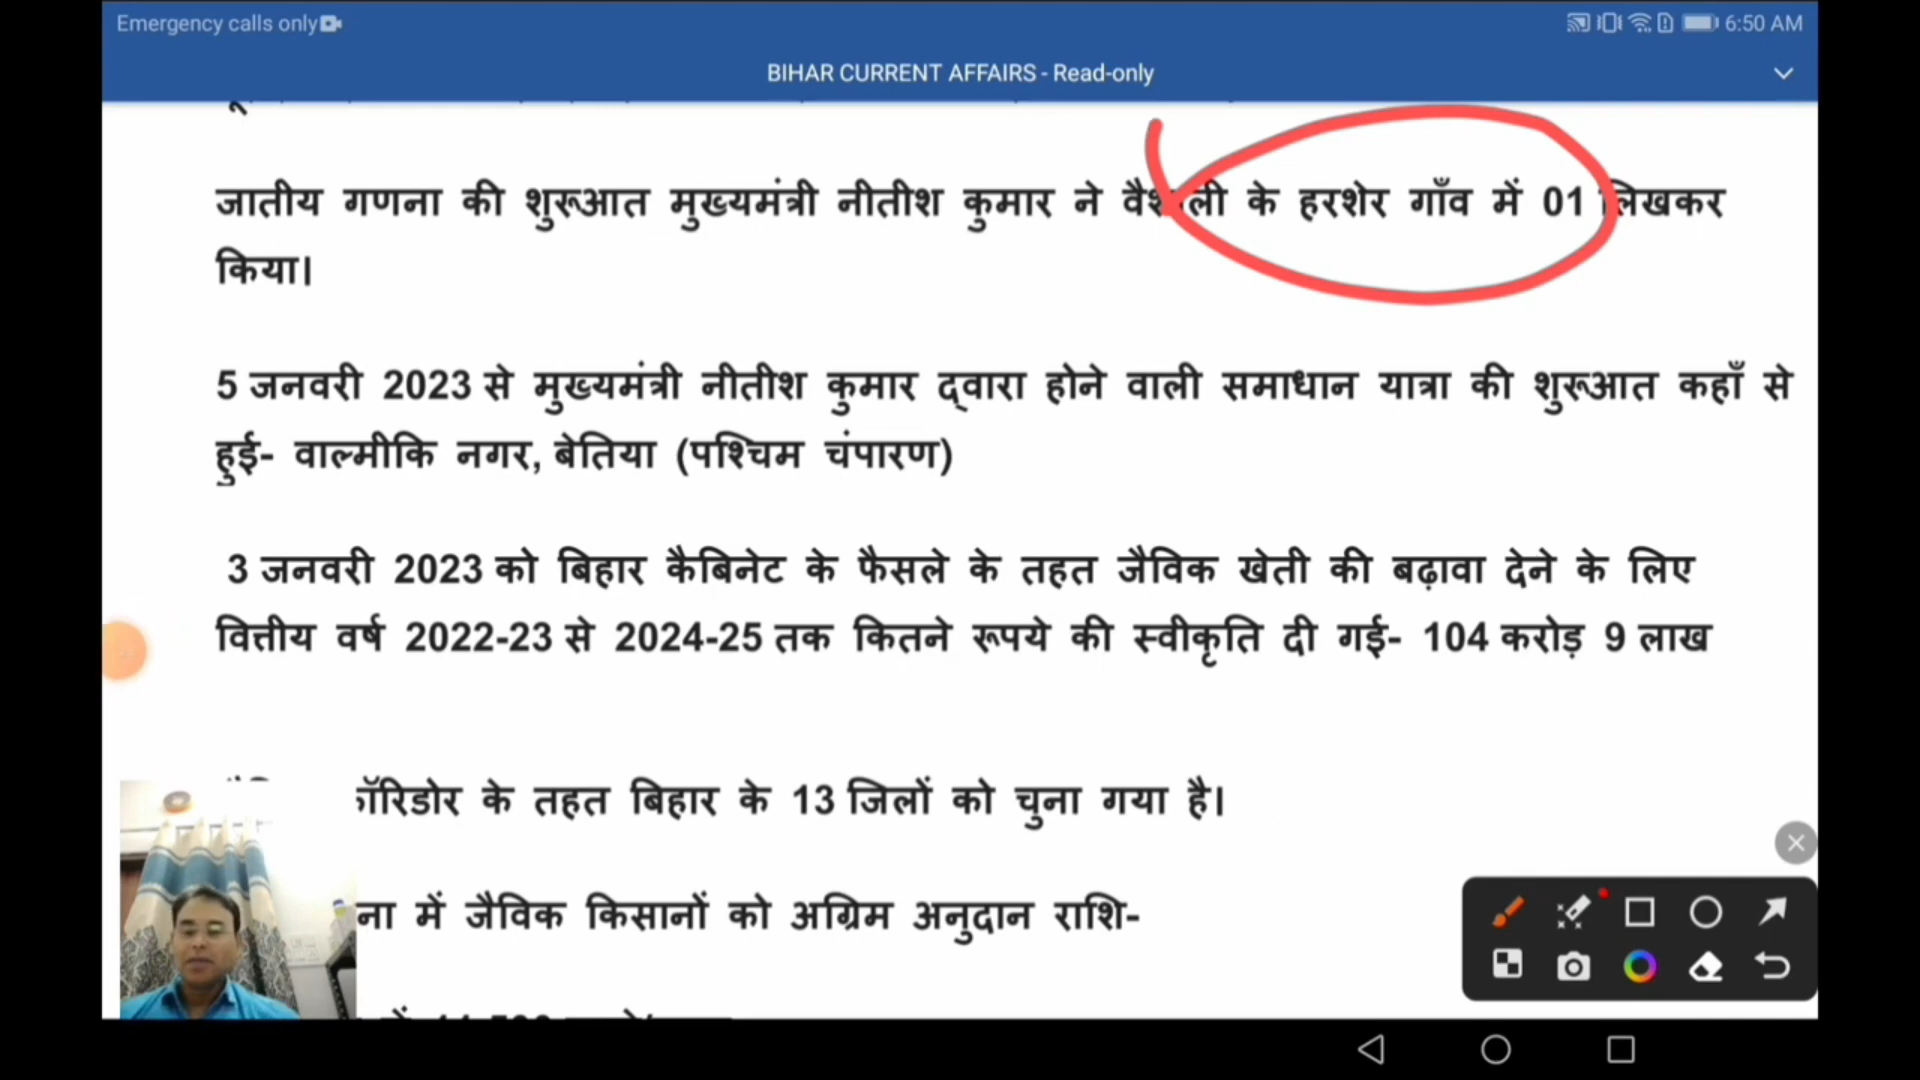 Emergency calls only
6:50 AM
BIHAR CURRENT AFFAIRS - Read-only
जातीय गणना की शुरूआत मुख्यमंत्री नीतीश कुमार ने वैशाली के हरशेर गाँव में 01 लिखकर
किया।
5 जनवरी 2023 से मुख्यमंत्री नीतीश कुमार द्वारा होने वाली समाधान यात्रा की शुरूआत कहाँ से
हुई- वाल्मीकि नगर, बेतिया (पश्चिम चंपारण)
3 जनवरी 2023 को बिहार कैबिनेट के फैसले के तहत जैविक खेती की बढ़ावा देने के लिए
वित्तीय वर्ष 2022-23 से 2024-25 तक कितने रूपये की स्वीकृति दी गई- 104 करोड़ 9 लाख
ॉरिडोर के तहत बिहार के 13 जिलों को चुना गया है।
ना में जैविक किसानों को अग्रिम अनुदान राशि-